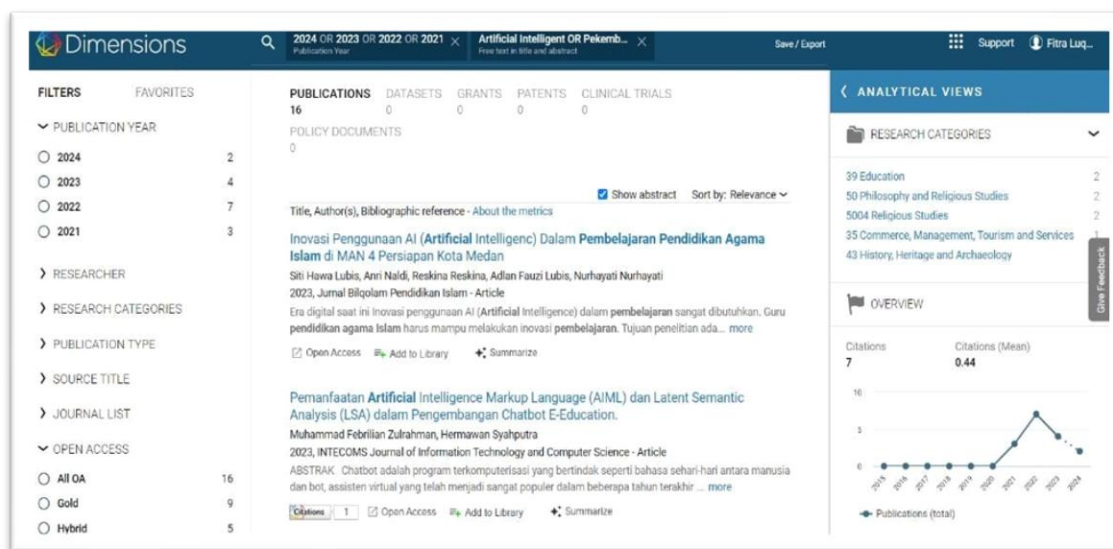 Dimensions
2024 OR 2023 OR 2022 OR 2021 ×
Publication Year
Artificial Intelligent OR Pekemb... ×
Free text in title and abstract
Save / Export
Support
Fitra Luq...
FILTERS FAVORITES
PUBLICATION YEAR
2024 2
2023 4
2022 7
2021 3
RESEARCHER
RESEARCH CATEGORIES
PUBLICATION TYPE
SOURCE TITLE
JOURNAL LIST
OPEN ACCESS
All OA 16
Gold 9
Hybrid 5
PUBLICATIONS DATASETS GRANTS PATENTS CLINICAL TRIALS
16 0 0 0 0
POLICY DOCUMENTS
0
Show abstract Sort by: Relevance
Title, Author(s), Bibliographic reference - About the metrics
Inovasi Penggunaan AI (Artificial Intelligenc) Dalam Pembelajaran Pendidikan Agama
Islam di MAN 4 Persiapan Kota Medan
Siti Hawa Lubis, Anri Naldi, Reskina Reskina, Adlan Fauzi Lubis, Nurhayati Nurhayati
2023, Jurnal Bilqolam Pendidikan Islam - Article
Era digital saat ini Inovasi penggunaan AI (Artificial Intelligence) dalam pembelajaran sangat dibutuhkan. Guru
pendidikan agama Islam harus mampu melakukan inovasi pembelajaran. Tujuan penelitian ada... more
Open Access Add to Library Summarize
Pemanfaatan Artificial Intelligence Markup Language (AIML) dan Latent Semantic
Analysis (LSA) dalam Pengembangan Chatbot E-Education.
Muhammad Febrilian Zulrahman, Hermawan Syahputra
2023, INTECOMS Journal of Information Technology and Computer Science - Article
ABSTRAK Chatbot adalah program terkomputerisasi yang bertindak seperti bahasa sehari-hari antara manusia
dan bot, assisten virtual yang telah menjadi sangat populer dalam beberapa tahun terakhir ... more
Citations 1 Open Access Add to Library Summarize
ANALYTICAL VIEWS
RESEARCH CATEGORIES
39 Education 2
50 Philosophy and Religious Studies 2
5004 Religious Studies 2
35 Commerce, Management, Tourism and Services 1
43 History, Heritage and Archaeology
Give Feedback
OVERVIEW
Citations Citations (Mean)
7 0.44
10
5
0
2015 2016 2017 2018 2019 2020 2021 2022 2023 2024
Publications (total)